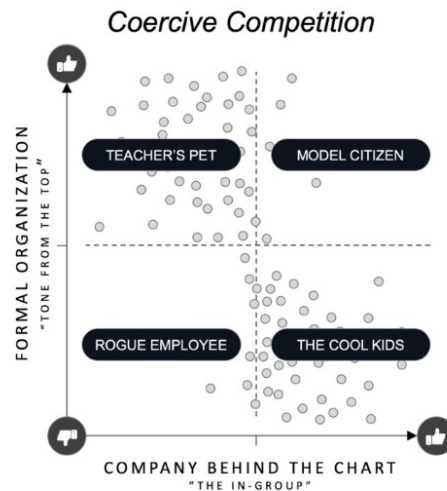 Coercive Competition
TEACHER'S PET
MODEL CITIZEN
FORMAL ORGANIZATION
"TONE FROM THE TOP"
ROGUE EMPLOYEE
THE COOL KIDS
COMPANY BEHIND THE CHART
"THE IN-GROUP"